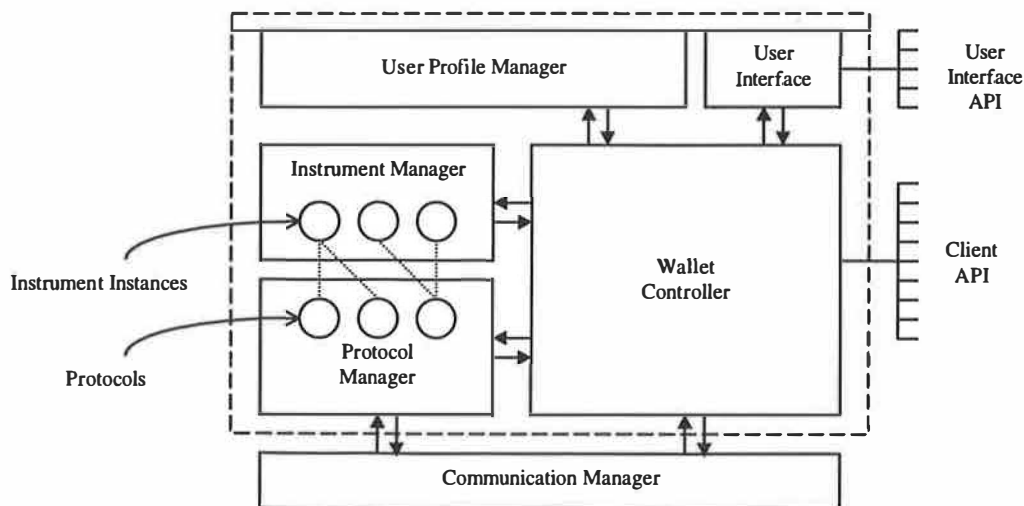 User Profile Manager
User
Interface
User
Interface
API
Instrument Manager
Instrument Instances
Wallet
Controller
Client
API
Protocol
Manager
Protocols
Communication Manager